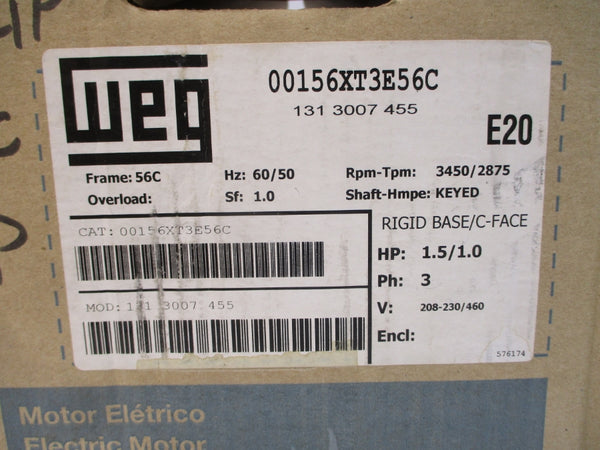 WEG
00156XT3E56C
131 3007 455
E20
Frame: 56C Hz: 60/50 Rpm-Tpm: 3450/2875
Overload: Sf: 1.0 Shaft-Hmpe: KEYED
CAT: 00156XT3E56C
RIGID BASE/C-FACE
HP: 1.5/1.0
Ph: 3
MOD: 131 3007 455
V: 208-230/460
Encl:
576174
Motor Elétrico
Electric Motor